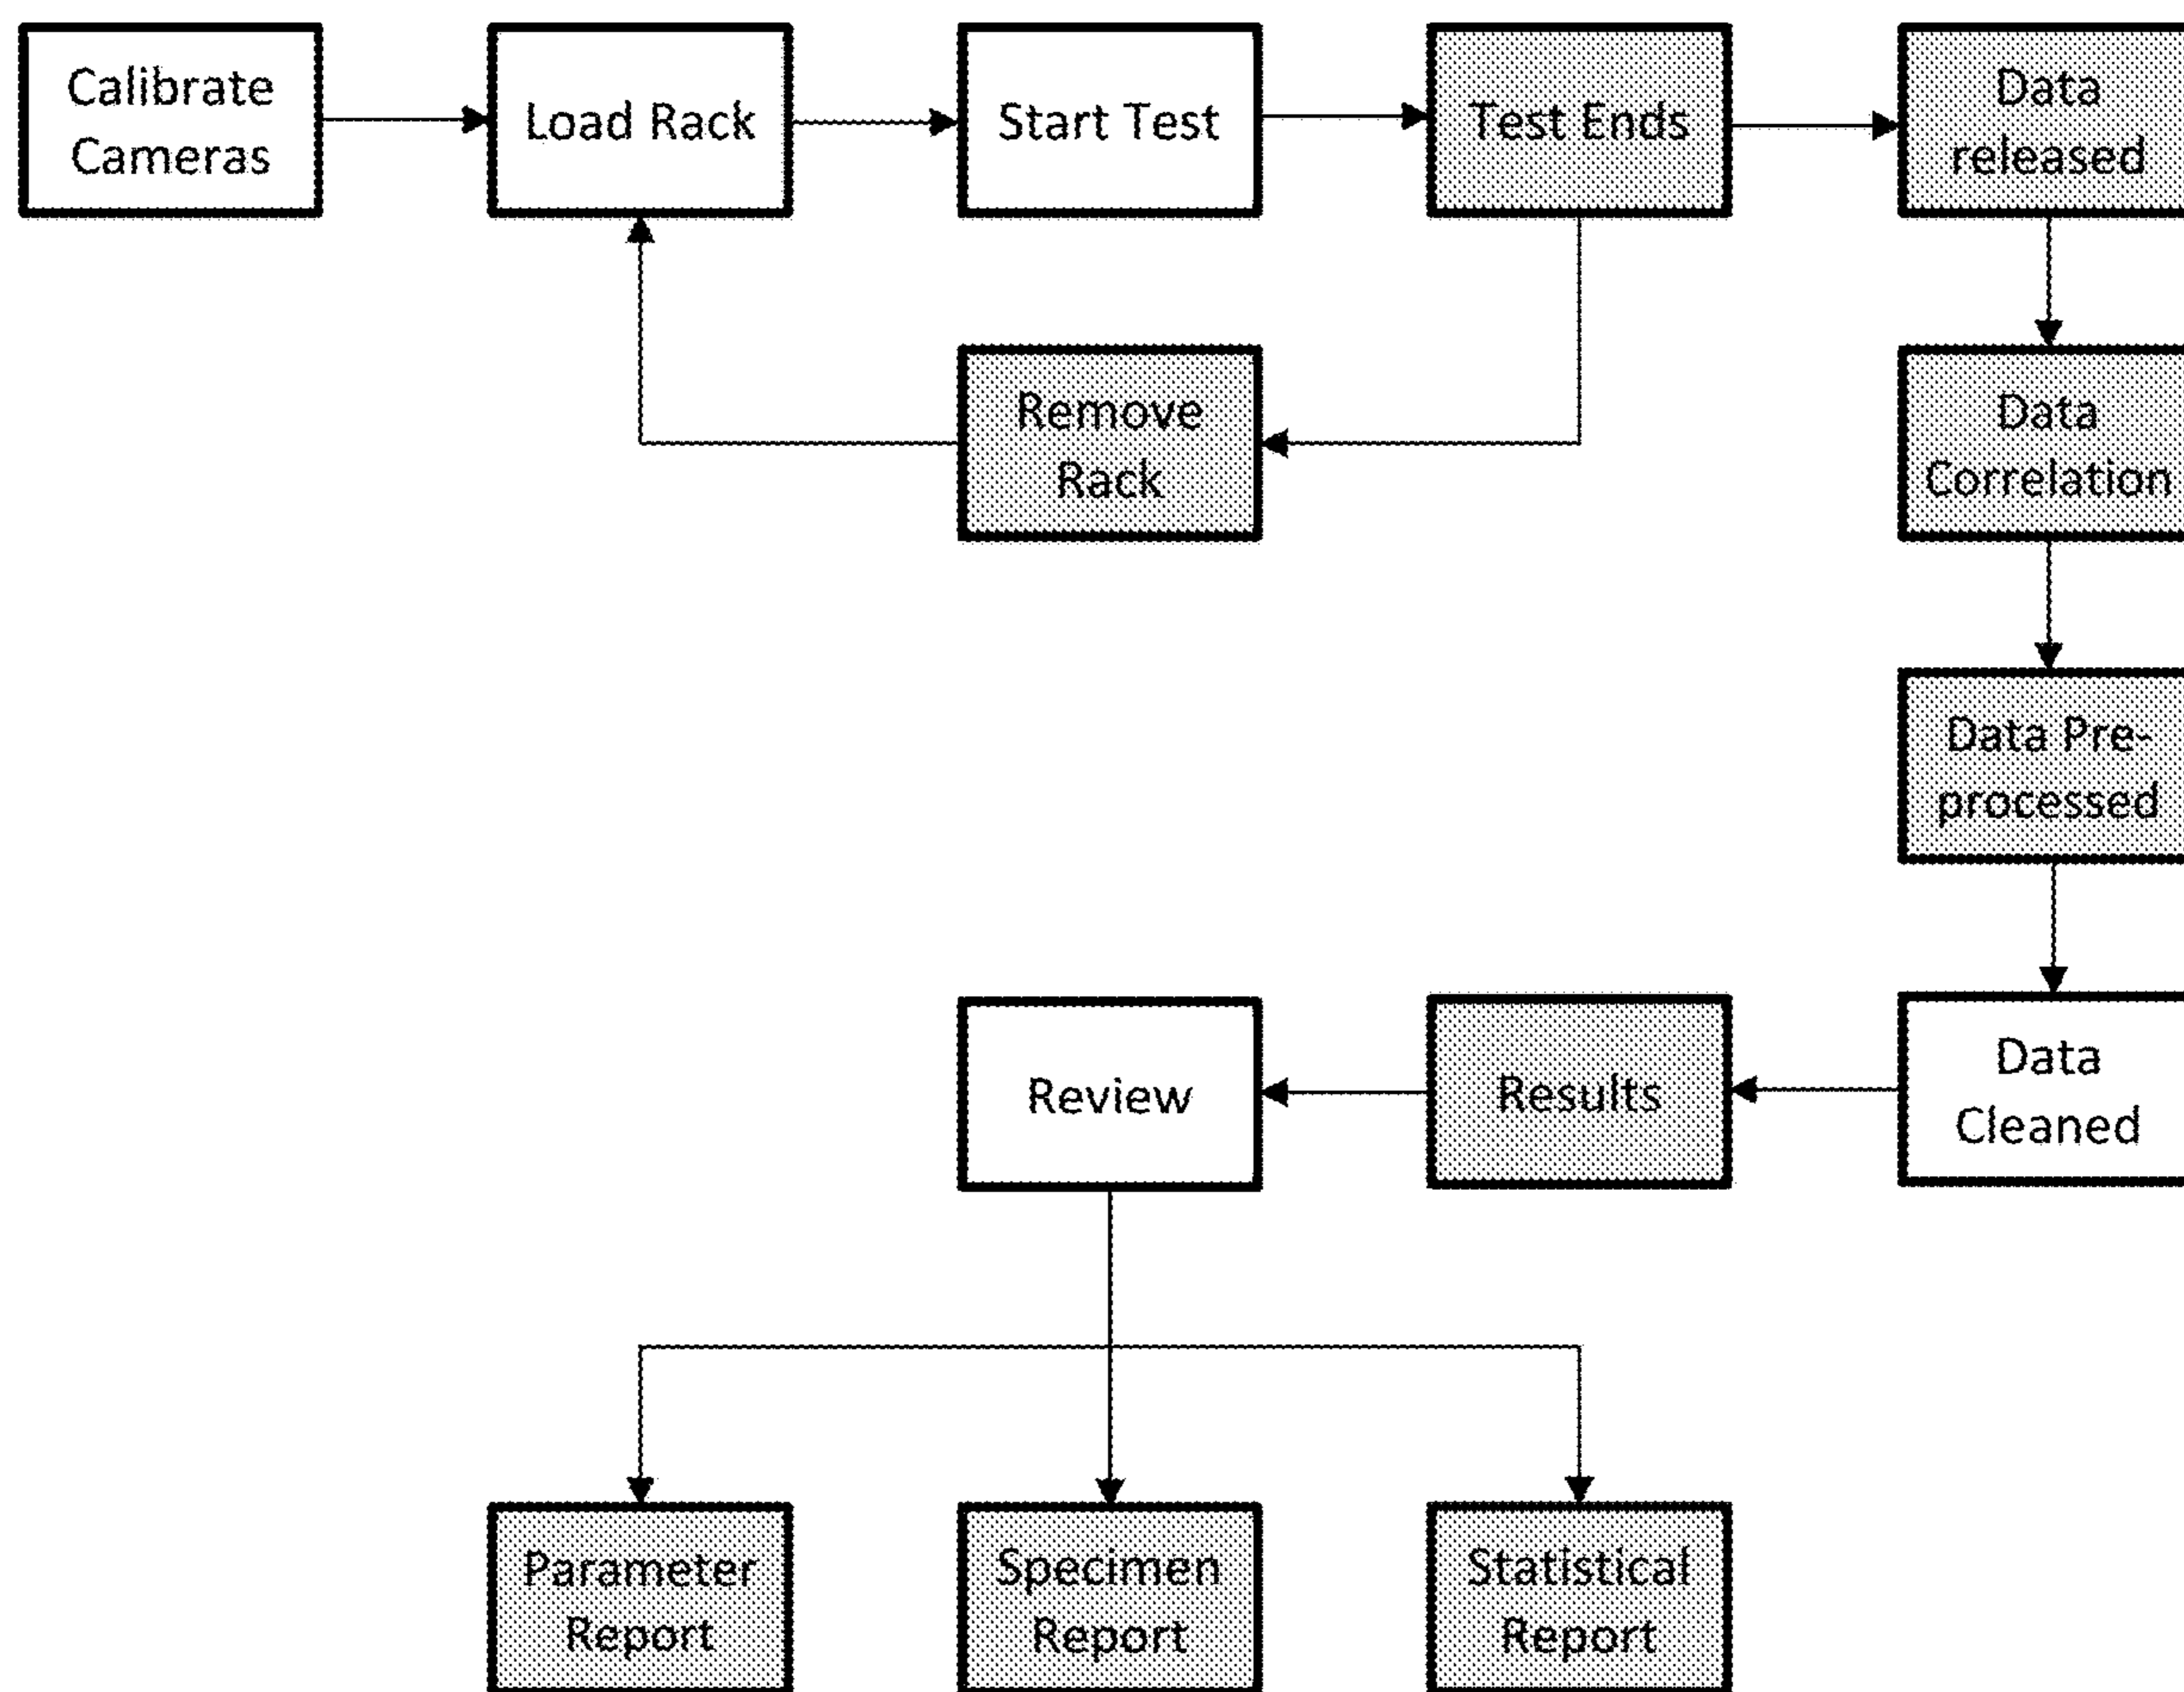 Calibrate
Cameras
Load Rack
Start Test
Test Ends
Data
released
Remove
Rack
Data
Correlation
Data Pre-
processed
Review
Results
Data
Cleaned
Parameter
Report
Specimen
Report
Statistical
Report